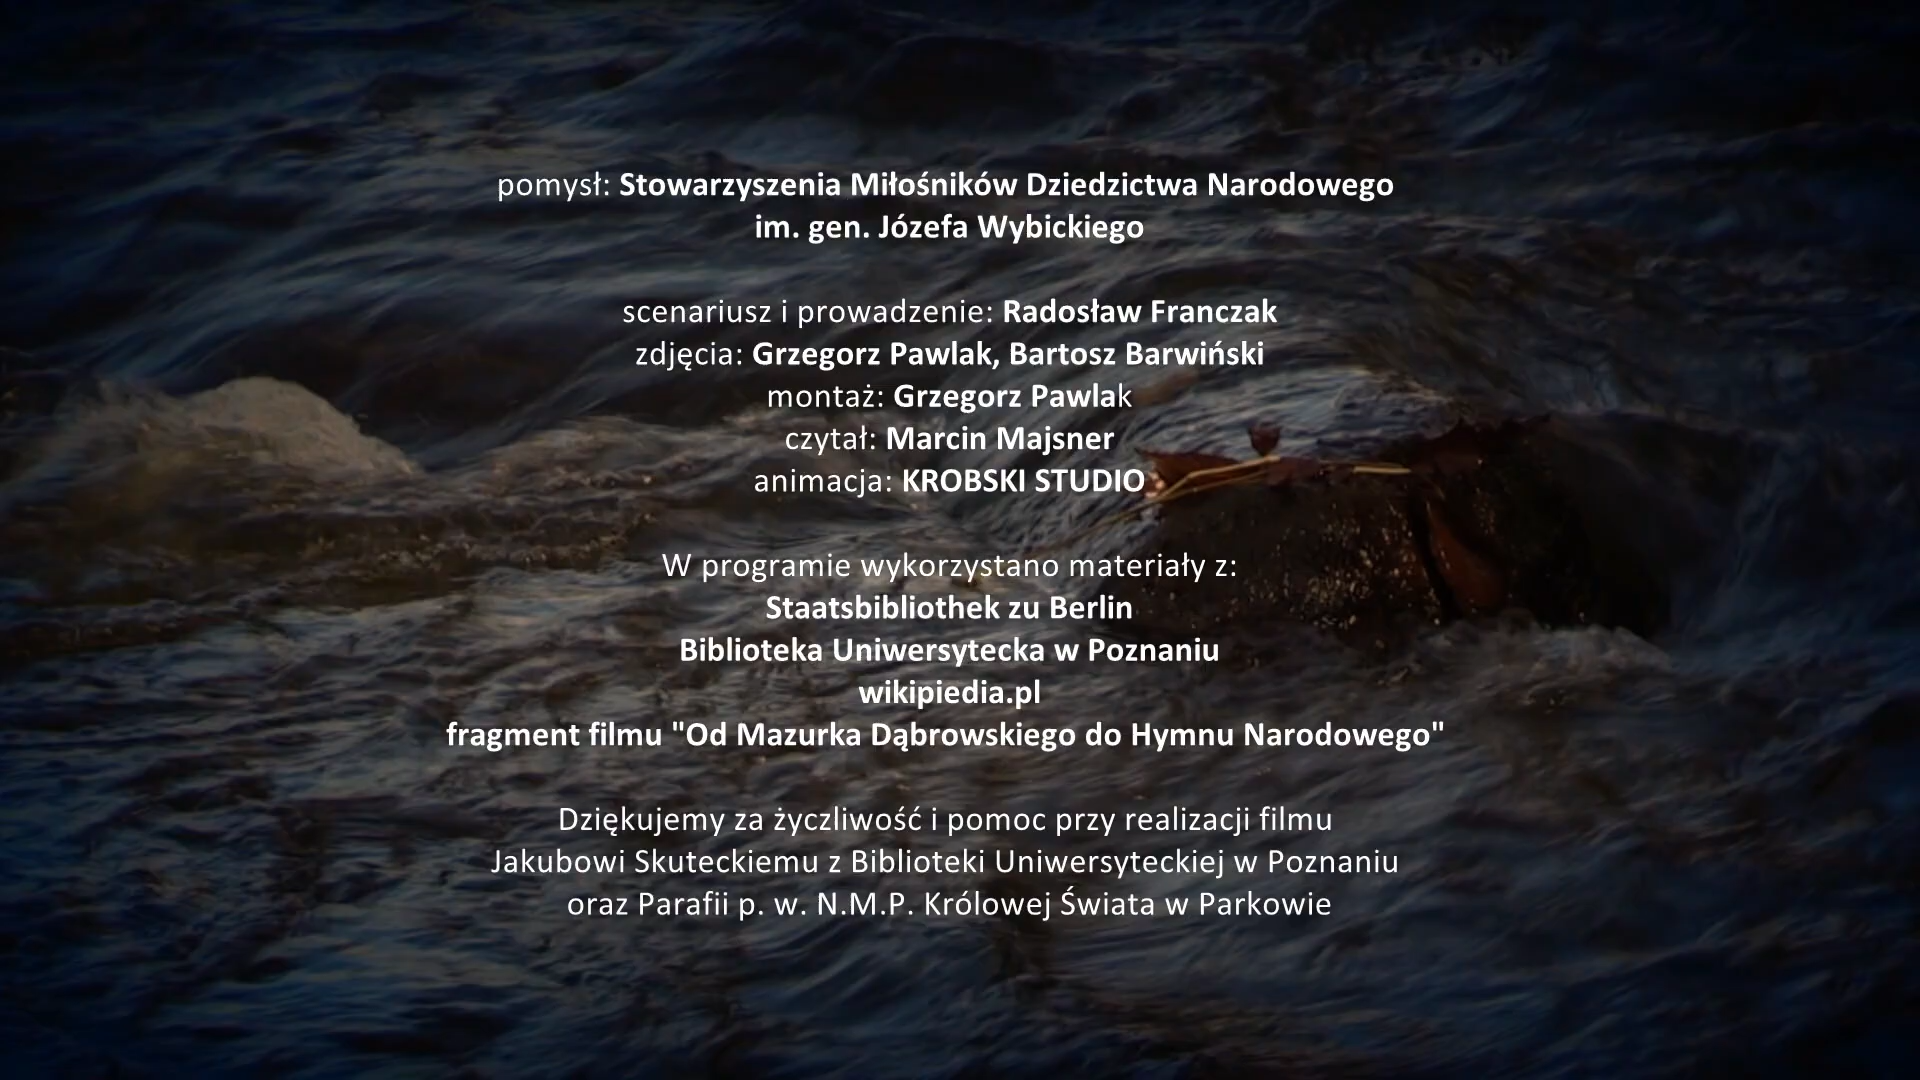 pomysł: Stowarzyszenia Miłośników Dziedzictwa Narodowego
im. gen. Józefa Wybickiego
scenariusz i prowadzenie: Radosław Franczak
zdjęcia: Grzegorz Pawlak, Bartosz Barwiński
montaż: Grzegorz Pawlak
czytał: Marcin Majsner
animacja: KROBSKI STUDIO
W programie wykorzystano materiały z:
Staatsbibliothek zu Berlin
Biblioteka Uniwersytecka w Poznaniu
wikipiedia.pl
fragment filmu "Od Mazurka Dąbrowskiego do Hymnu Narodowego"
Dziękujemy za życzliwość i pomoc przy realizacji filmu
Jakubowi Skuteckiemu z Biblioteki Uniwersyteckiej w Poznaniu
oraz Parafii p. w. N.M.P. Królowej Świata w Parkowie